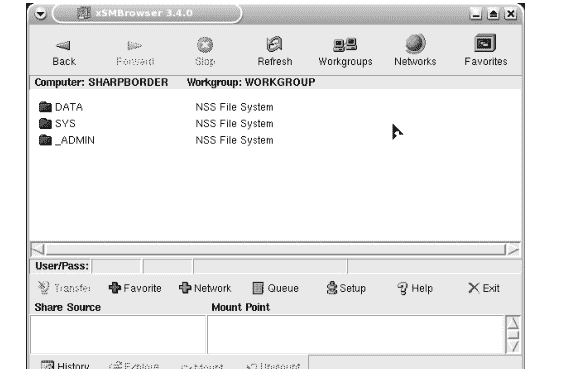 xSMBrowser 3.4.0
Back Forward Stop Refresh Workgroups Networks Favorites
Computer: SHARPBORDER Workgroup: WORKGROUP
DATA NSS File System
SYS NSS File System
_ADMIN NSS File System
User/Pass:
Transfer Favorite Network Queue Setup Help Exit
Share Source Mount Point
History Explore